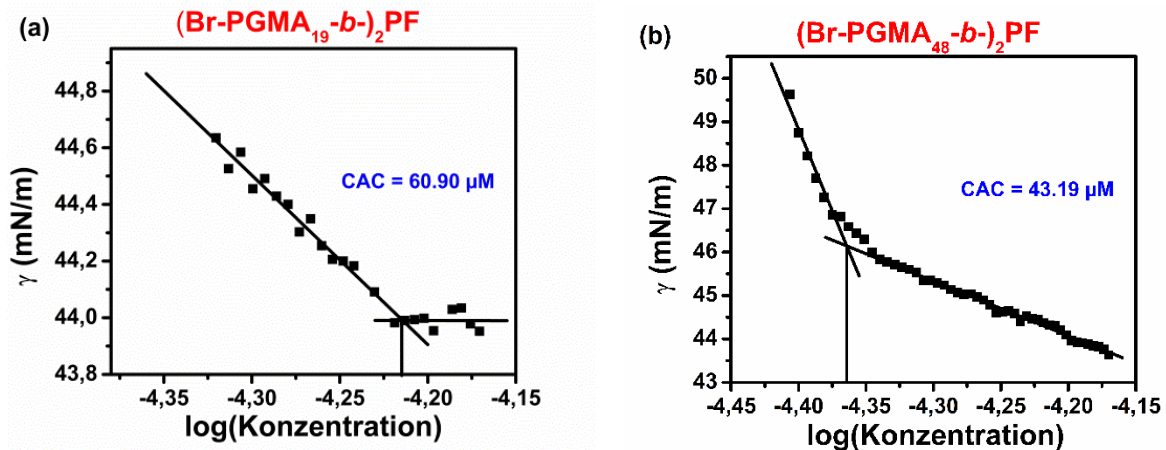 (a)
(Br-PGMA19-b-)2PF
44,8
44,6
44,4
44,2
44,0
43,8
γ (mN/m)
CAC = 60.90 µM
-4,35
-4,30
-4,25
-4,20
-4,15
log(Konzentration)
(b)
(Br-PGMA48-b-)2PF
50
49
48
47
46
45
44
43
γ (mN/m)
CAC = 43.19 µM
-4,45
-4,40
-4,35
-4,30
-4,25
-4,20
-4,15
log(Konzentration)